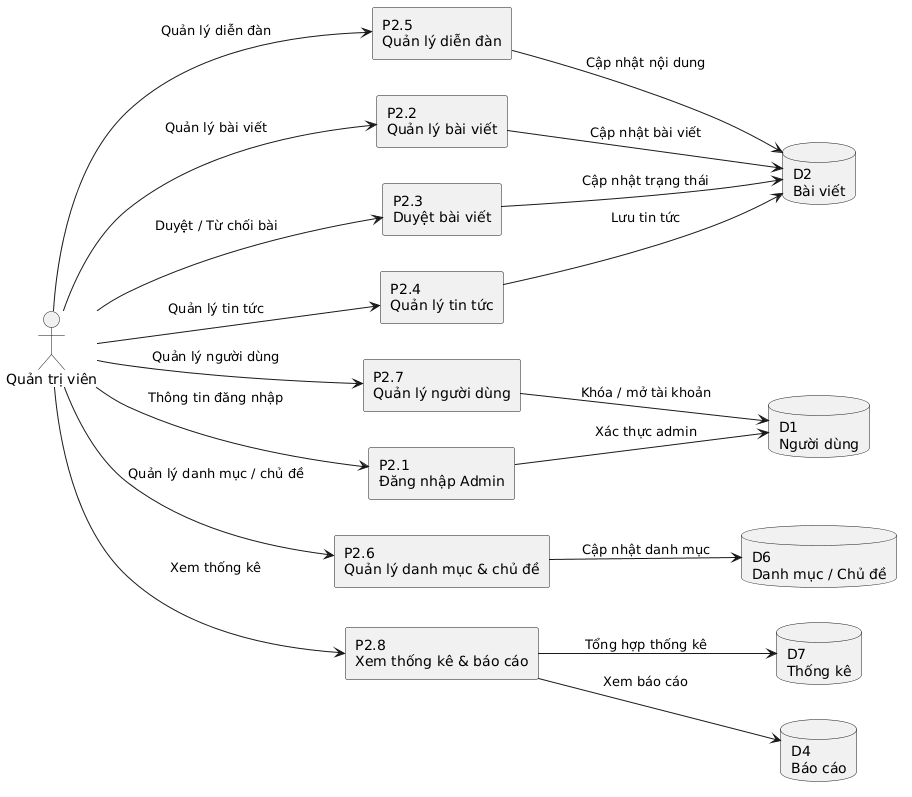 Quản lý diễn đàn
P2.5
Quản lý diễn đàn
Cập nhật nội dung
Quản lý bài viết
P2.2
Quản lý bài viết
Cập nhật bài viết
D2
Bài viết
Duyệt / Từ chối bài
P2.3
Duyệt bài viết
Cập nhật trạng thái
Lưu tin tức
Quản lý tin tức
P2.4
Quản lý tin tức
Quản trị viên
Quản lý người dùng
P2.7
Quản lý người dùng
Khóa / mở tài khoản
D1
Người dùng
Thông tin đăng nhập
P2.1
Đăng nhập Admin
Xác thực admin
Quản lý danh mục / chủ đề
P2.6
Quản lý danh mục & chủ đề
Cập nhật danh mục
D6
Danh mục / Chủ đề
Xem thống kê
P2.8
Xem thống kê & báo cáo
Tổng hợp thống kê
D7
Thống kê
Xem báo cáo
D4
Báo cáo